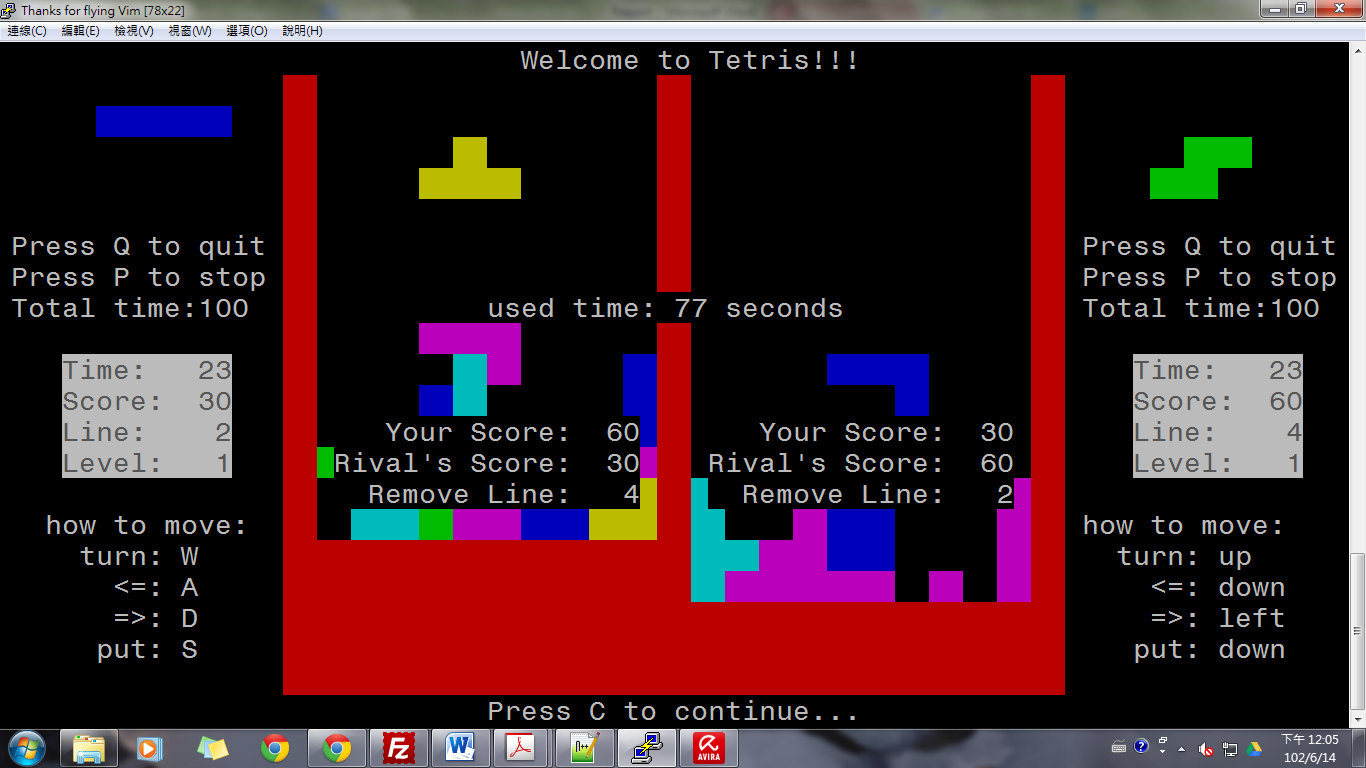 Thanks for flying Vim [78x22]
連線(C) 編輯(E) 檢視(V) 視窗(W) 選項(O) 說明(H)
Welcome to Tetris!!!
Press Q to quit
Press P to stop
Total time:100
Time: 23
Score: 30
Line: 2
Level: 1
how to move:
turn: W
<=: A
=>: D
put: S
used time: 77 seconds
Your Score: 60
Rival's Score: 30
Remove Line: 4
Your Score: 30
Rival's Score: 60
Remove Line: 2
Press Q to quit
Press P to stop
Total time:100
Time: 23
Score: 60
Line: 4
Level: 1
how to move:
turn: up
<=: down
=>: left
put: down
Press C to continue...
Fz
W
N++
AVIRA
下午 12:05
102/6/14